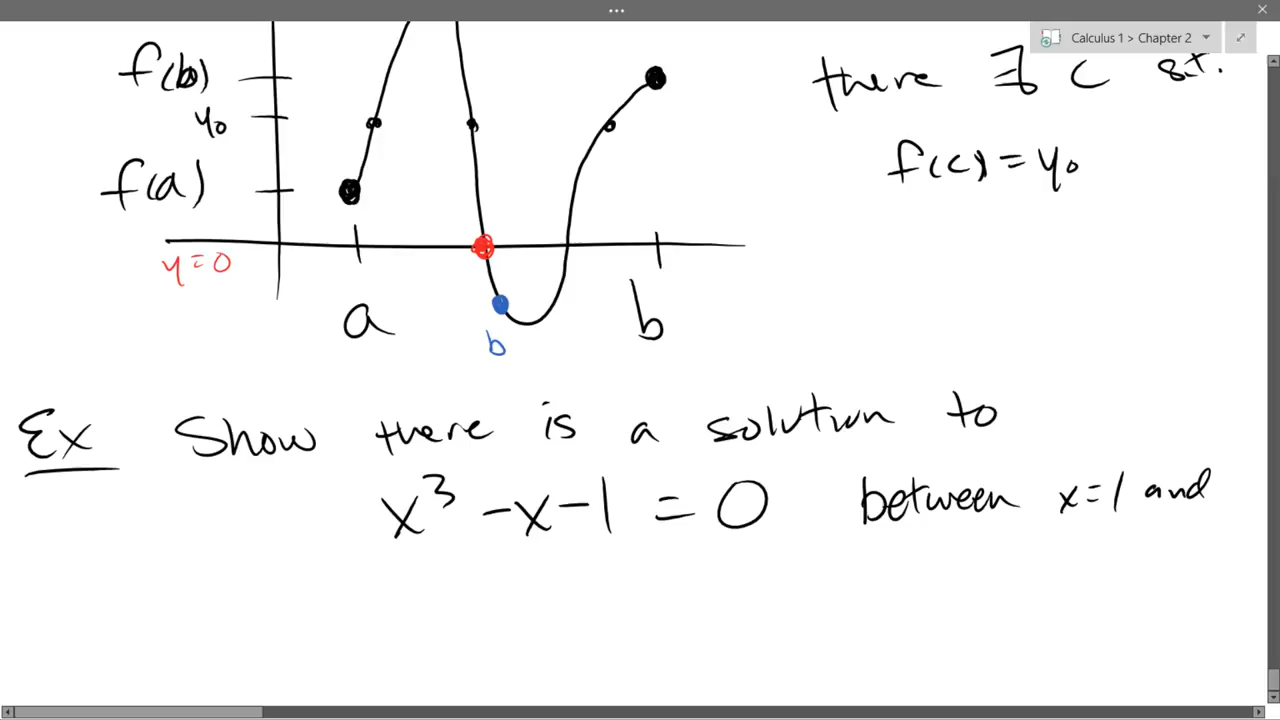 Calculus 1 > Chapter 2
f(b)
y₀
f(a)
there ∃ c s.t.
f(c) = y₀
y = 0
a
b
b
Ex Show there is a solution to
x³ - x - 1 = 0 between x = 1 and